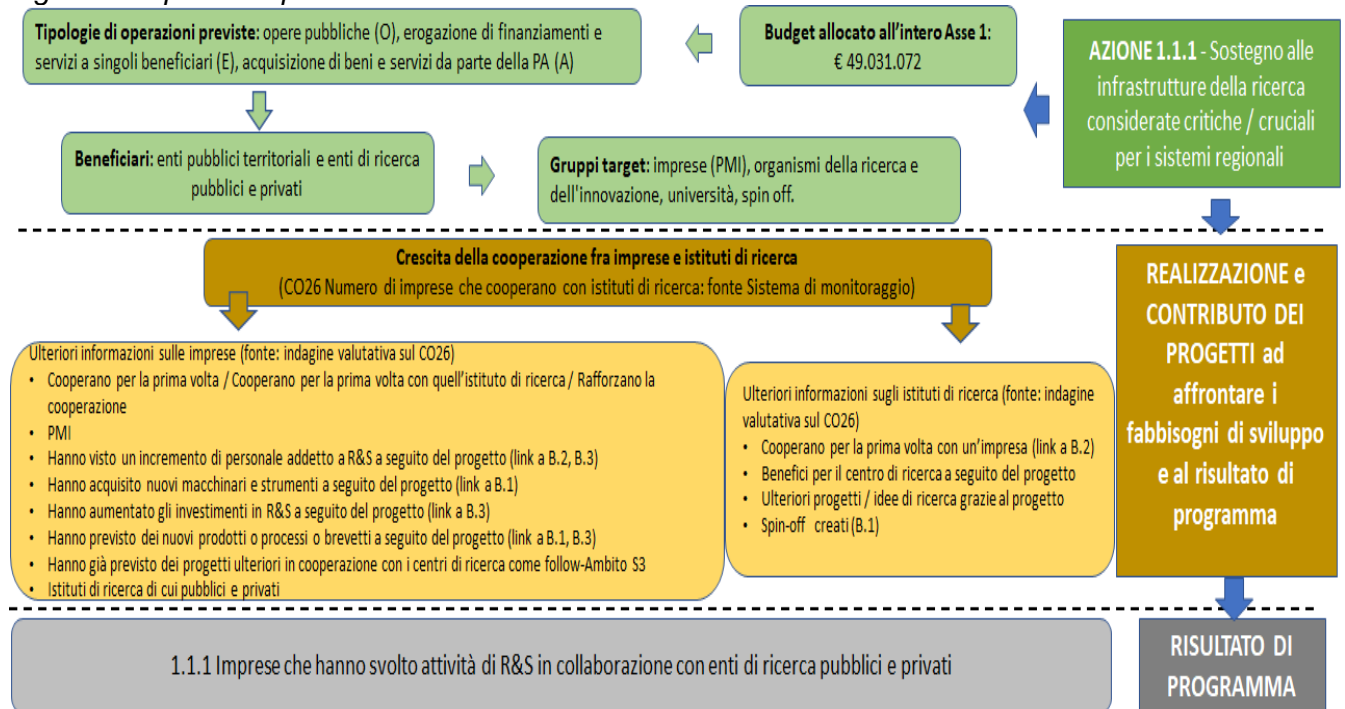 Tipologie di operazioni previste: opere pubbliche (O), erogazione di finanziamenti e
servizi a singoli beneficiari (E), acquisizione di beni e servizi da parte della PA (A)
Budget allocato all'intero Asse 1:
€ 49.031.072
AZIONE 1.1.1 - Sostegno alle
infrastrutture della ricerca
considerate critiche / cruciali
per i sistemi regionali
Beneficiari: enti pubblici territoriali e enti di ricerca
pubblici e privati
Gruppi target: imprese (PMI), organismi della ricerca e
dell'innovazione, università, spin off.
Crescita della cooperazione fra imprese e istituti di ricerca
(CO26 Numero di imprese che cooperano con istituti di ricerca: fonte Sistema di monitoraggio)
Ulteriori informazioni sulle imprese (fonte: indagine valutativa sul CO26)
• Cooperano per la prima volta / Cooperano per la prima volta con quell'istituto di ricerca / Rafforzano la
cooperazione
• PMI
• Hanno visto un incremento di personale addetto a R&S a seguito del progetto (link a B.2, B.3)
• Hanno acquisito nuovi macchinari e strumenti a seguito del progetto (link a B.1)
• Hanno aumentato gli investimenti in R&S a seguito del progetto (link a B.3)
• Hanno previsto dei nuovi prodotti o processi o brevetti a seguito del progetto (link a B.1, B.3)
• Hanno già previsto dei progetti ulteriori in cooperazione con i centri di ricerca come follow-Ambito S3
• Istituti di ricerca di cui pubblici e privati
Ulteriori informazioni sugli istituti di ricerca (fonte: indagine
valutativa sul CO26)
• Cooperano per la prima volta con un'impresa (link a B.2)
• Benefici per il centro di ricerca a seguito del progetto
• Ulteriori progetti / idee di ricerca grazie al progetto
• Spin-off creati (B.1)
REALIZZAZIONE e
CONTRIBUTO DEI
PROGETTI ad
affrontare i
fabbisogni di sviluppo
e al risultato di
programma
1.1.1 Imprese che hanno svolto attività di R&S in collaborazione con enti di ricerca pubblici e privati
RISULTATO DI
PROGRAMMA